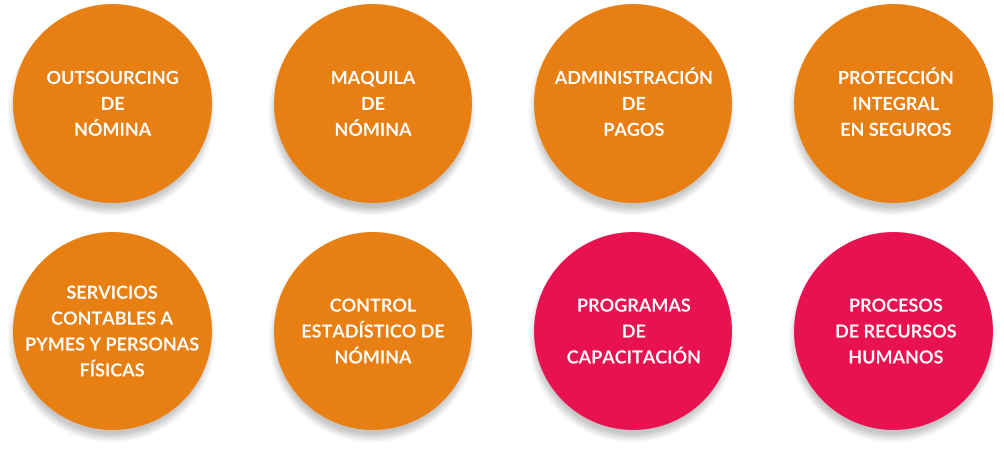 OUTSOURCING
DE
NÓMINA
MAQUILA
DE
NÓMINA
ADMINISTRACIÓN
DE
PAGOS
PROTECCIÓN
INTEGRAL
EN SEGUROS
SERVICIOS
CONTABLES A
PYMES Y PERSONAS
FÍSICAS
CONTROL
ESTADÍSTICO DE
NÓMINA
PROGRAMAS
DE
CAPACITACIÓN
PROCESOS
DE RECURSOS
HUMANOS